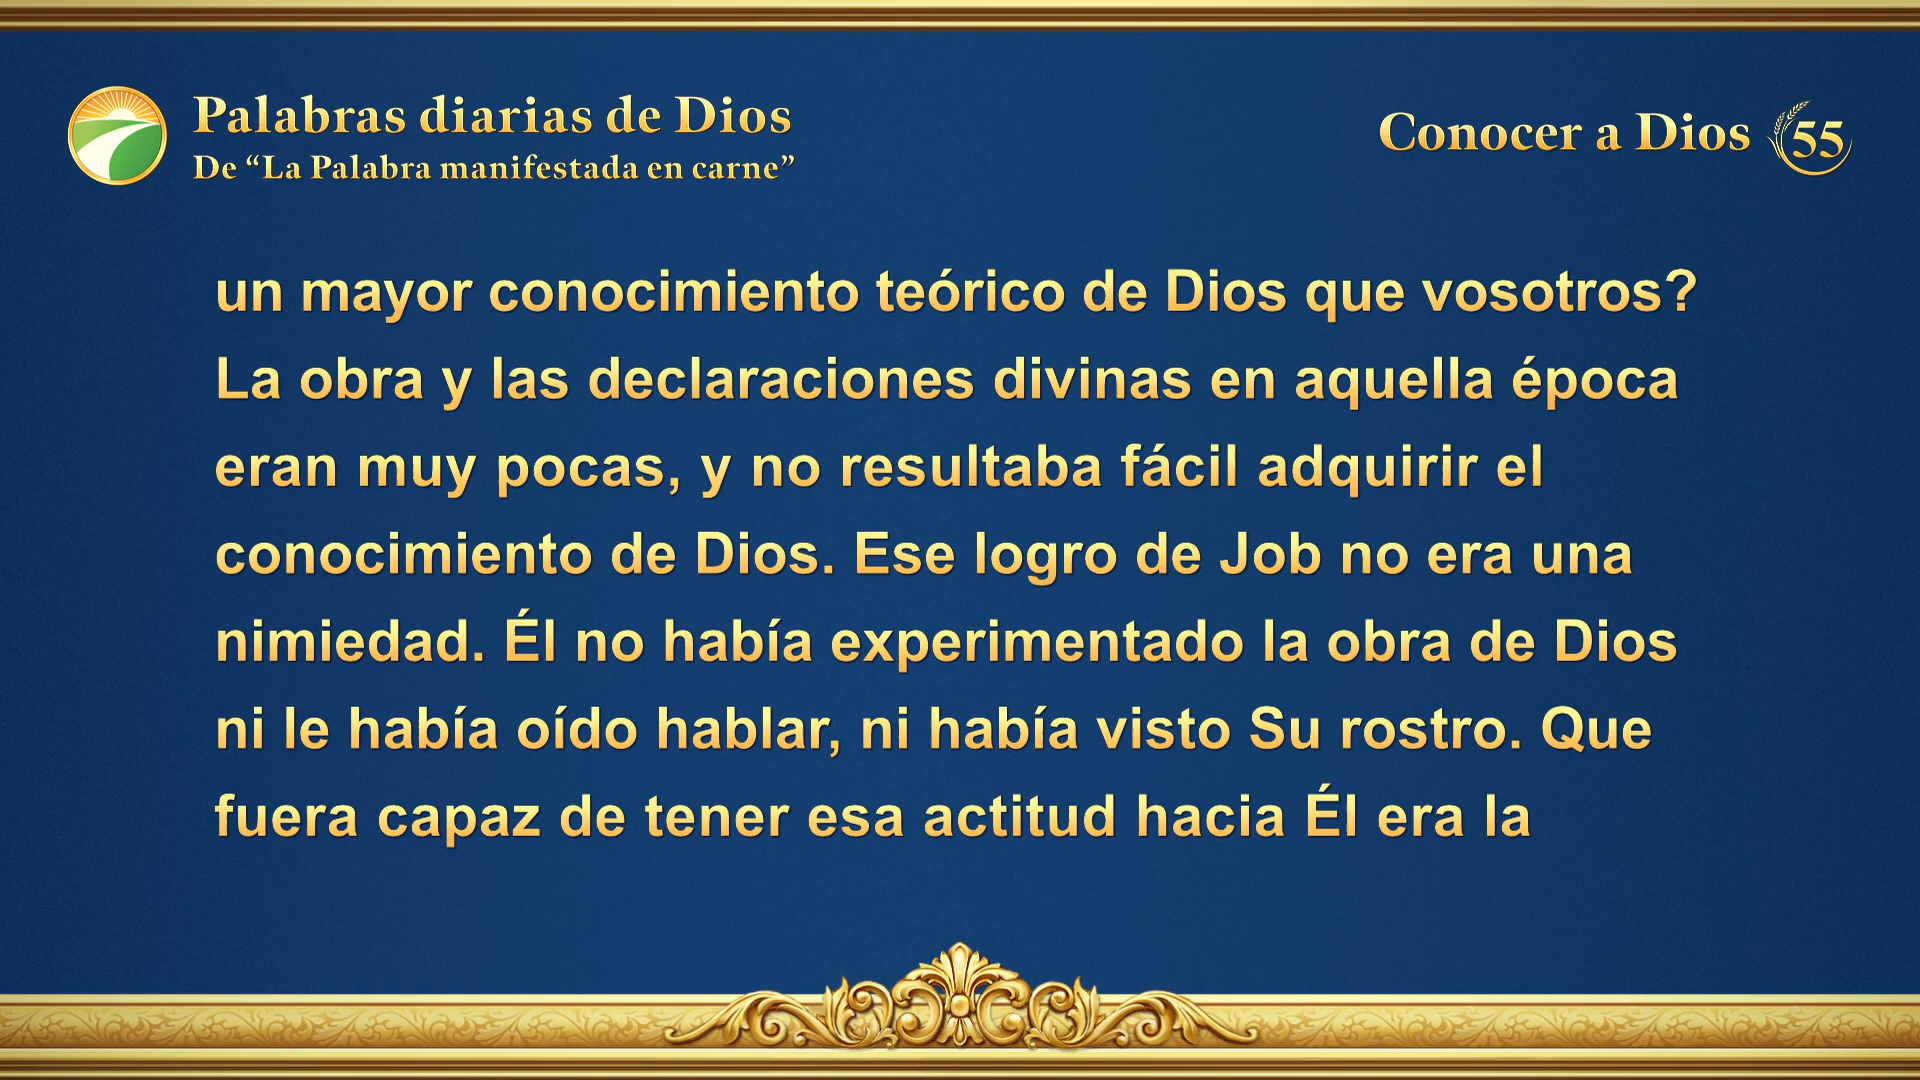 Palabras diarias de Dios
De “La Palabra manifestada en carne”
Conocer a Dios 55
un mayor conocimiento teórico de Dios que vosotros?
La obra y las declaraciones divinas en aquella época
eran muy pocas, y no resultaba fácil adquirir el
conocimiento de Dios. Ese logro de Job no era una
nimiedad. Él no había experimentado la obra de Dios
ni le había oído hablar, ni había visto Su rostro. Que
fuera capaz de tener esa actitud hacia Él era la